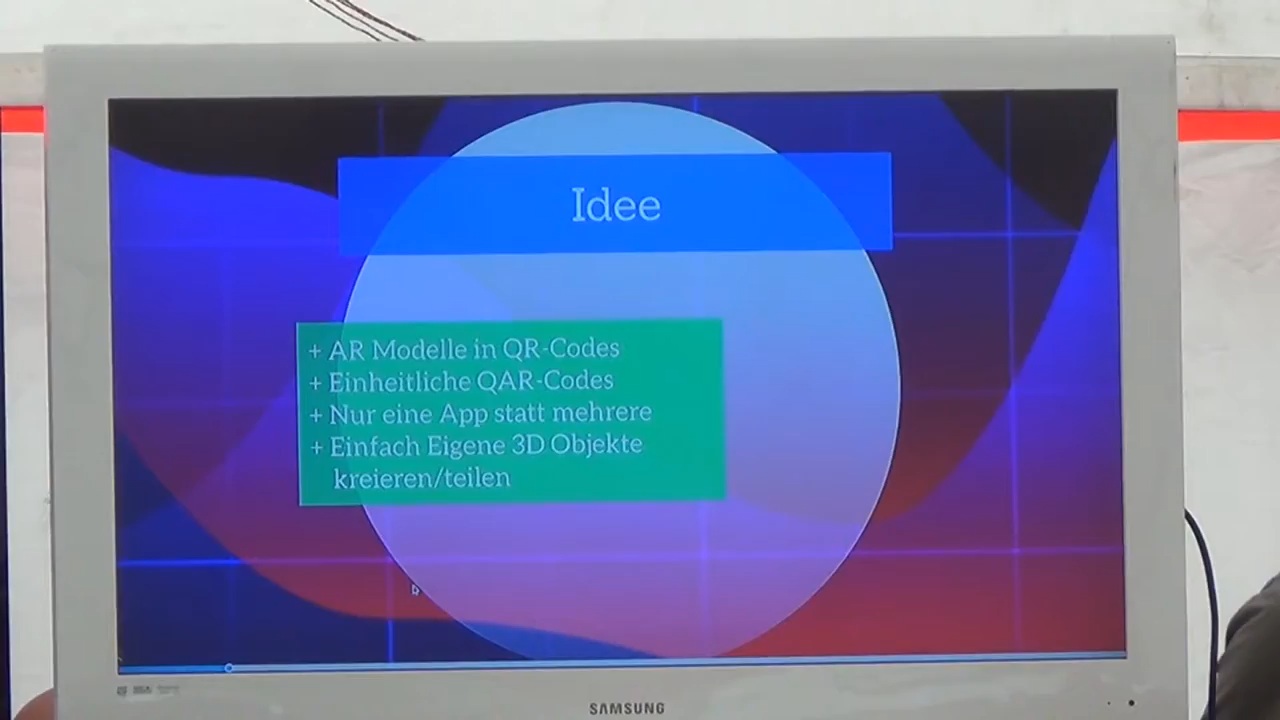 Idee
+ AR Modelle in QR-Codes
+ Einheitliche QAR-Codes
+ Nur eine App statt mehrere
+ Einfach Eigene 3D Objekte
kreieren/teilen
SAMSUNG